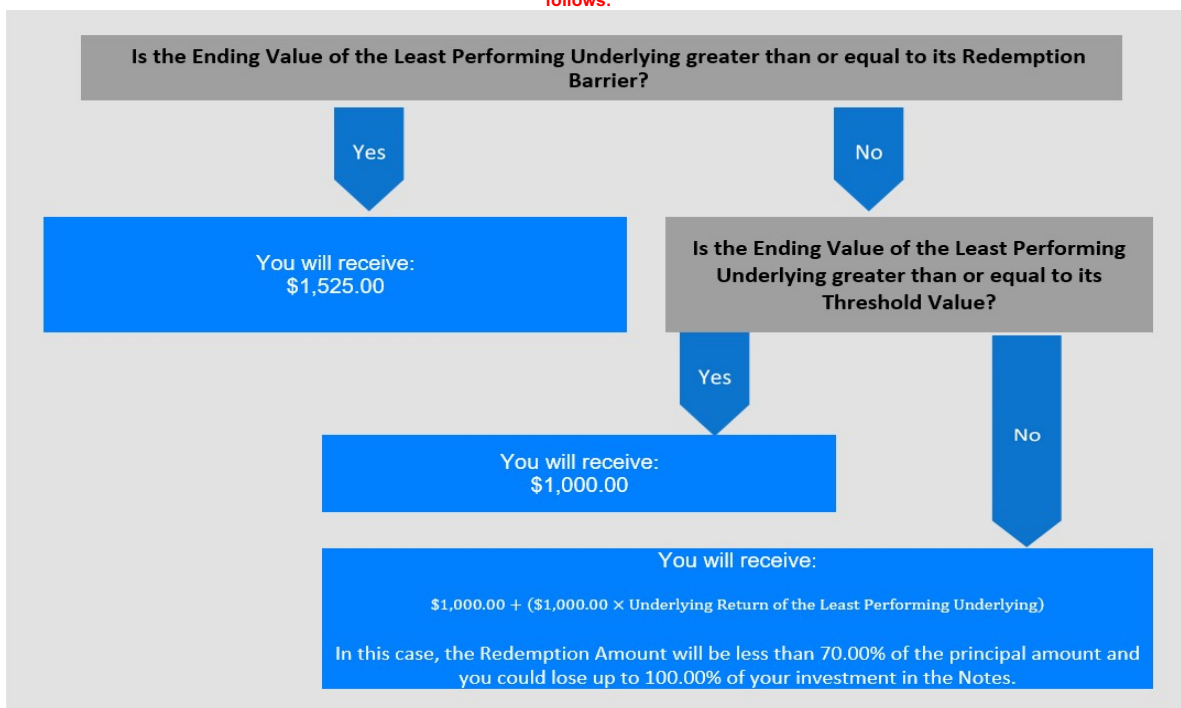 follows:
Is the Ending Value of the Least Performing Underlying greater than or equal to its Redemption
Barrier?
Yes
No
You will receive:
$1,525.00
Is the Ending Value of the Least Performing
Underlying greater than or equal to its
Threshold Value?
Yes
No
You will receive:
$1,000.00
You will receive:
$1,000.00 + ($1,000.00 × Underlying Return of the Least Performing Underlying)
In this case, the Redemption Amount will be less than 70.00% of the principal amount and
you could lose up to 100.00% of your investment in the Notes.